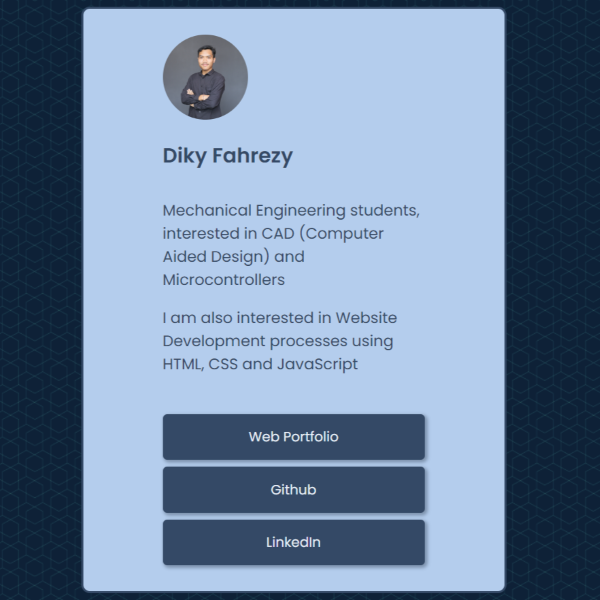 Diky Fahrezy
Mechanical Engineering students,
interested in CAD (Computer
Aided Design) and
Microcontrollers
I am also interested in Website
Development processes using
HTML, CSS and JavaScript
Web Portfolio
Github
LinkedIn